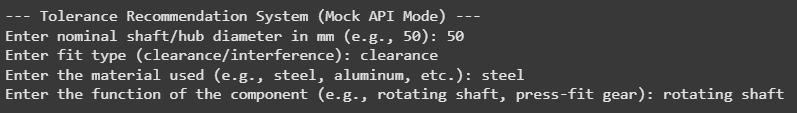 --- Tolerance Recommendation System (Mock API Mode) ---
Enter nominal shaft/hub diameter in mm (e.g., 50): 50
Enter fit type (clearance/interference): clearance
Enter the material used (e.g., steel, aluminum, etc.): steel
Enter the function of the component (e.g., rotating shaft, press-fit gear): rotating shaft